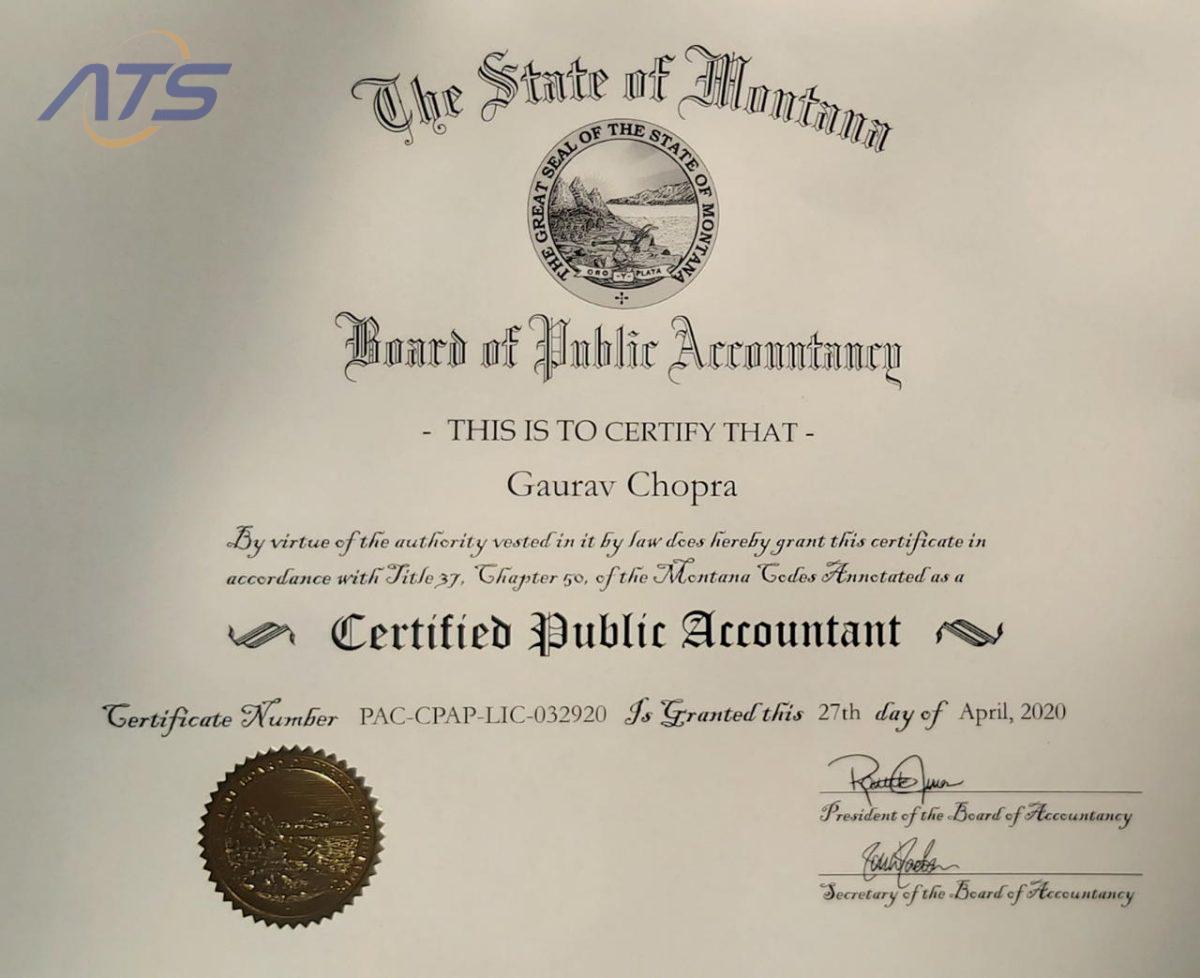 ATS
The State of Montana
THE GREAT SEAL OF THE STATE OF MONTANA
ORO Y PLATA
Board of Public Accountancy
- THIS IS TO CERTIFY THAT -
Gaurav Chopra
By virtue of the authority vested in it by law does hereby grant this certificate in
accordance with Title 37, Chapter 50, of the Montana Codes Annotated as a
Certified Public Accountant
Certificate Number PAC-CPAP-LIC-032920 Is Granted this 27th day of April, 2020
President of the Board of Accountancy
Secretary of the Board of Accountancy